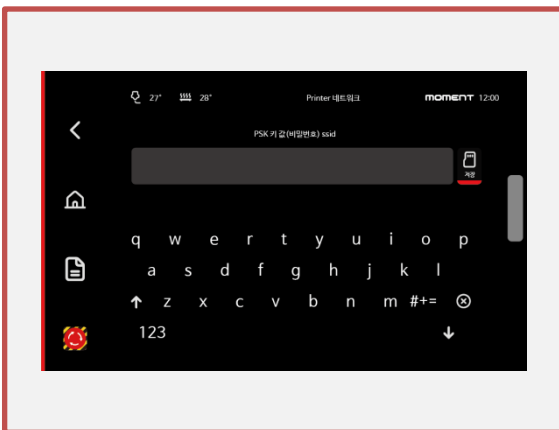 27° 28° Printer 네트워크 moment 12:00
PSK 키 값(비밀번호) ssid
저장
q w e r t y u i o p
a s d f g h j k l
z x c v b n m #+=
123